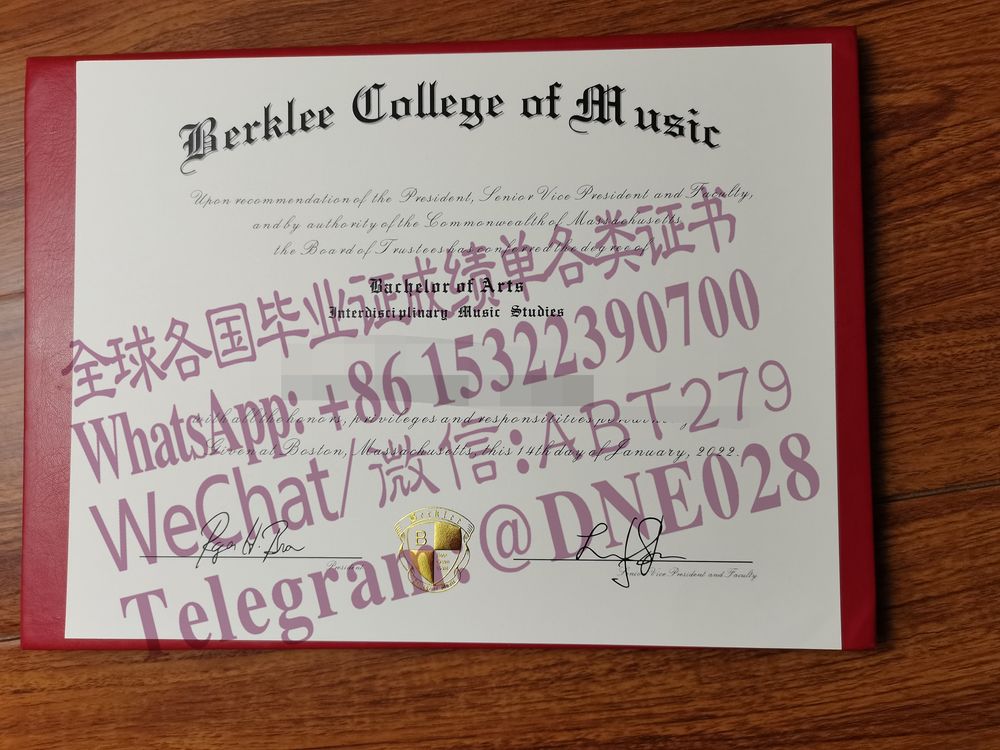 Berklee College of Music
Upon recommendation of the President, Senior Vice President and Faculty,
and by authority of the Commonwealth of Massachusetts
the Board of Trustees has conferred the degree of
Bachelor of Arts
Interdisciplinary Music Studies
全球各国毕业证成绩单各类证书
WhatsApp: +86 15322390700
with all the honors, privileges and responsitities
Given at Boston, Massachusetts, this 14th day of January, 2022.
WeChat/微信:ABT279
Telegram:@DNE028
Berklee
B
President
Senior Vice President and Faculty